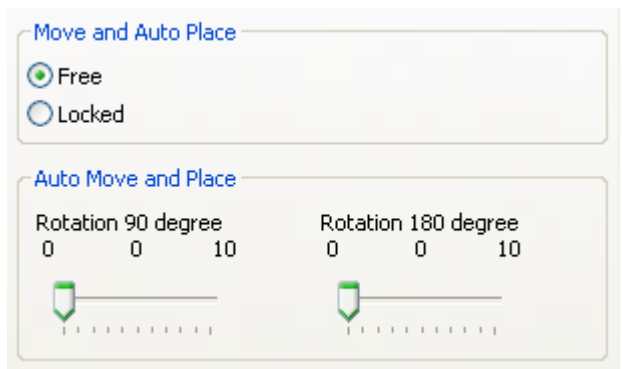 Move and Auto Place
Free
Locked
Auto Move and Place
Rotation 90 degree Rotation 180 degree
0 0 10 0 0 10